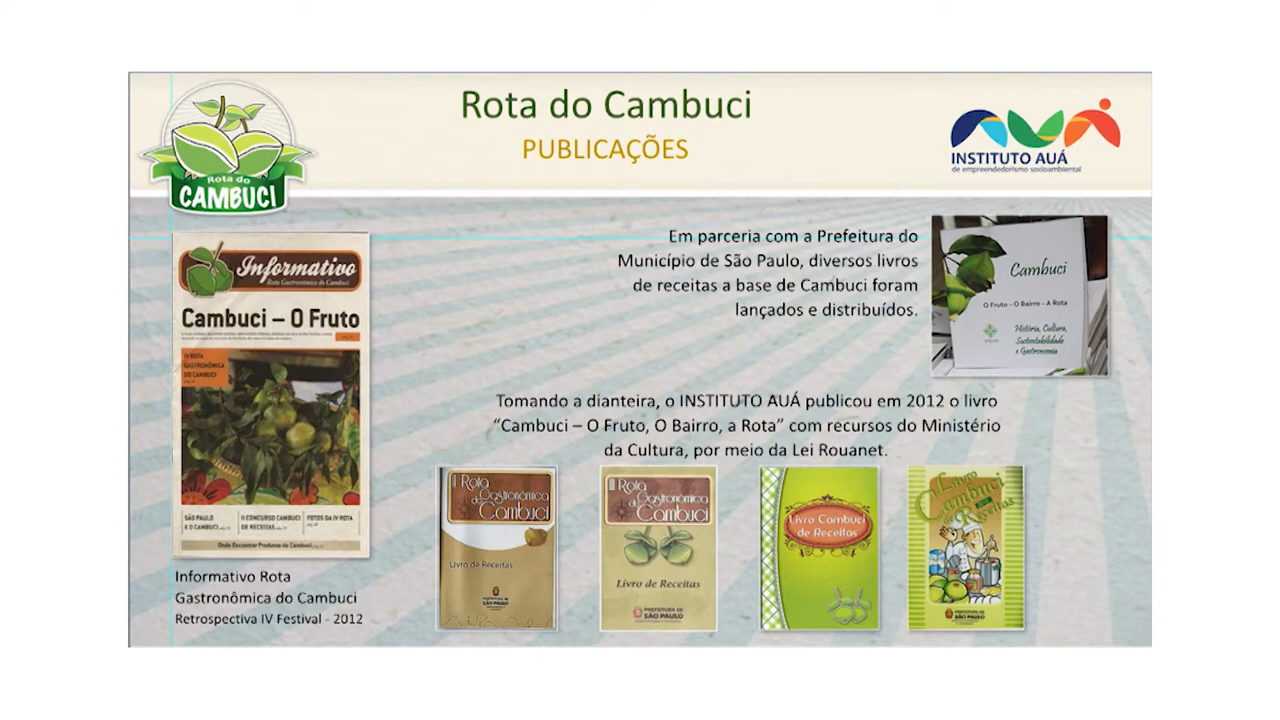 Rota do Cambuci
PUBLICAÇÕES
Rota do
CAMBUCI
INSTITUTO AUÁ
de empreendedorismo socioambiental
Informativo
Rota Gastronômica do Cambuci
Cambuci – O Fruto
IV ROTA
GASTRONÔMICA
DO CAMBUCI
SÃO PAULO
E O CAMBUCI
II CONCURSO CAMBUCI
DE RECEITAS
FOTOS DA IV ROTA
Onde Encontrar Produtos do Cambuci
Informativo Rota
Gastronômica do Cambuci
Retrospectiva IV Festival - 2012
Em parceria com a Prefeitura do
Município de São Paulo, diversos livros
de receitas a base de Cambuci foram
lançados e distribuídos.
Cambuci
O Fruto - O Bairro - A Rota
História, Cultura,
Sustentabilidade
e Gastronomia
Tomando a dianteira, o INSTITUTO AUÁ publicou em 2012 o livro
“Cambuci – O Fruto, O Bairro, a Rota” com recursos do Ministério
da Cultura, por meio da Lei Rouanet.
Rota
Gastronômica
do Cambuci
Livro de Receitas
PREFEITURA DE
SÃO PAULO
II Rota
Gastronômica
do Cambuci
Livro de Receitas
PREFEITURA DE
SÃO PAULO
Livro Cambuci
de Receitas
Livro
Cambuci
de Receitas
PREFEITURA DE
SÃO PAULO